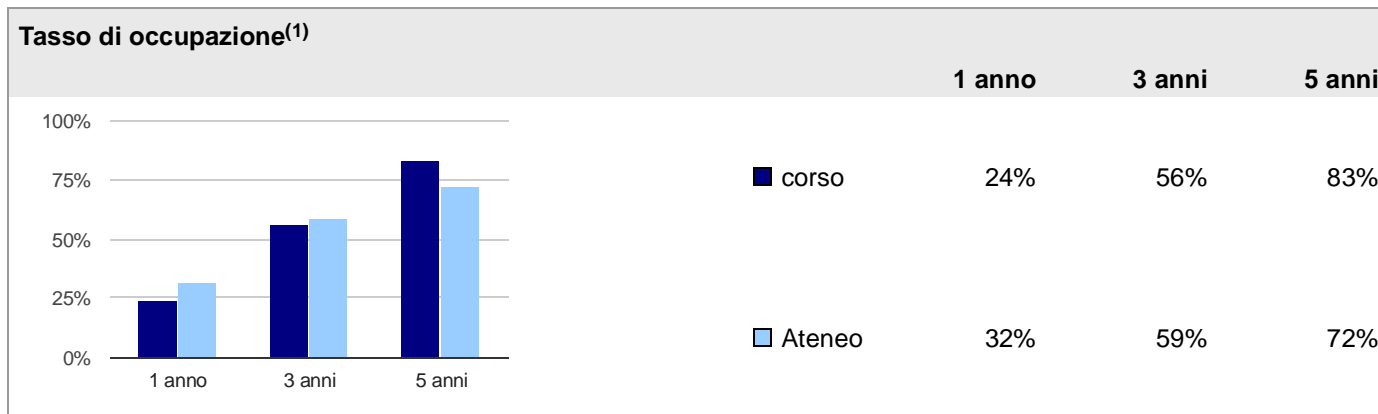 Tasso di occupazione(1)
1 anno 3 anni 5 anni
100%
75%
50%
25%
0%
1 anno 3 anni 5 anni
corso 24% 56% 83%
Ateneo 32% 59% 72%